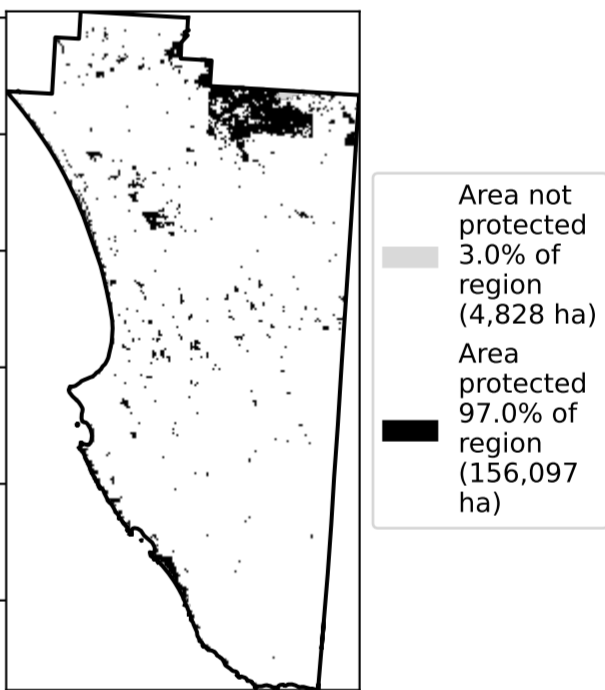 Area not
protected
3.0% of
region
(4,828 ha)
Area
protected
97.0% of
region
(156,097
ha)